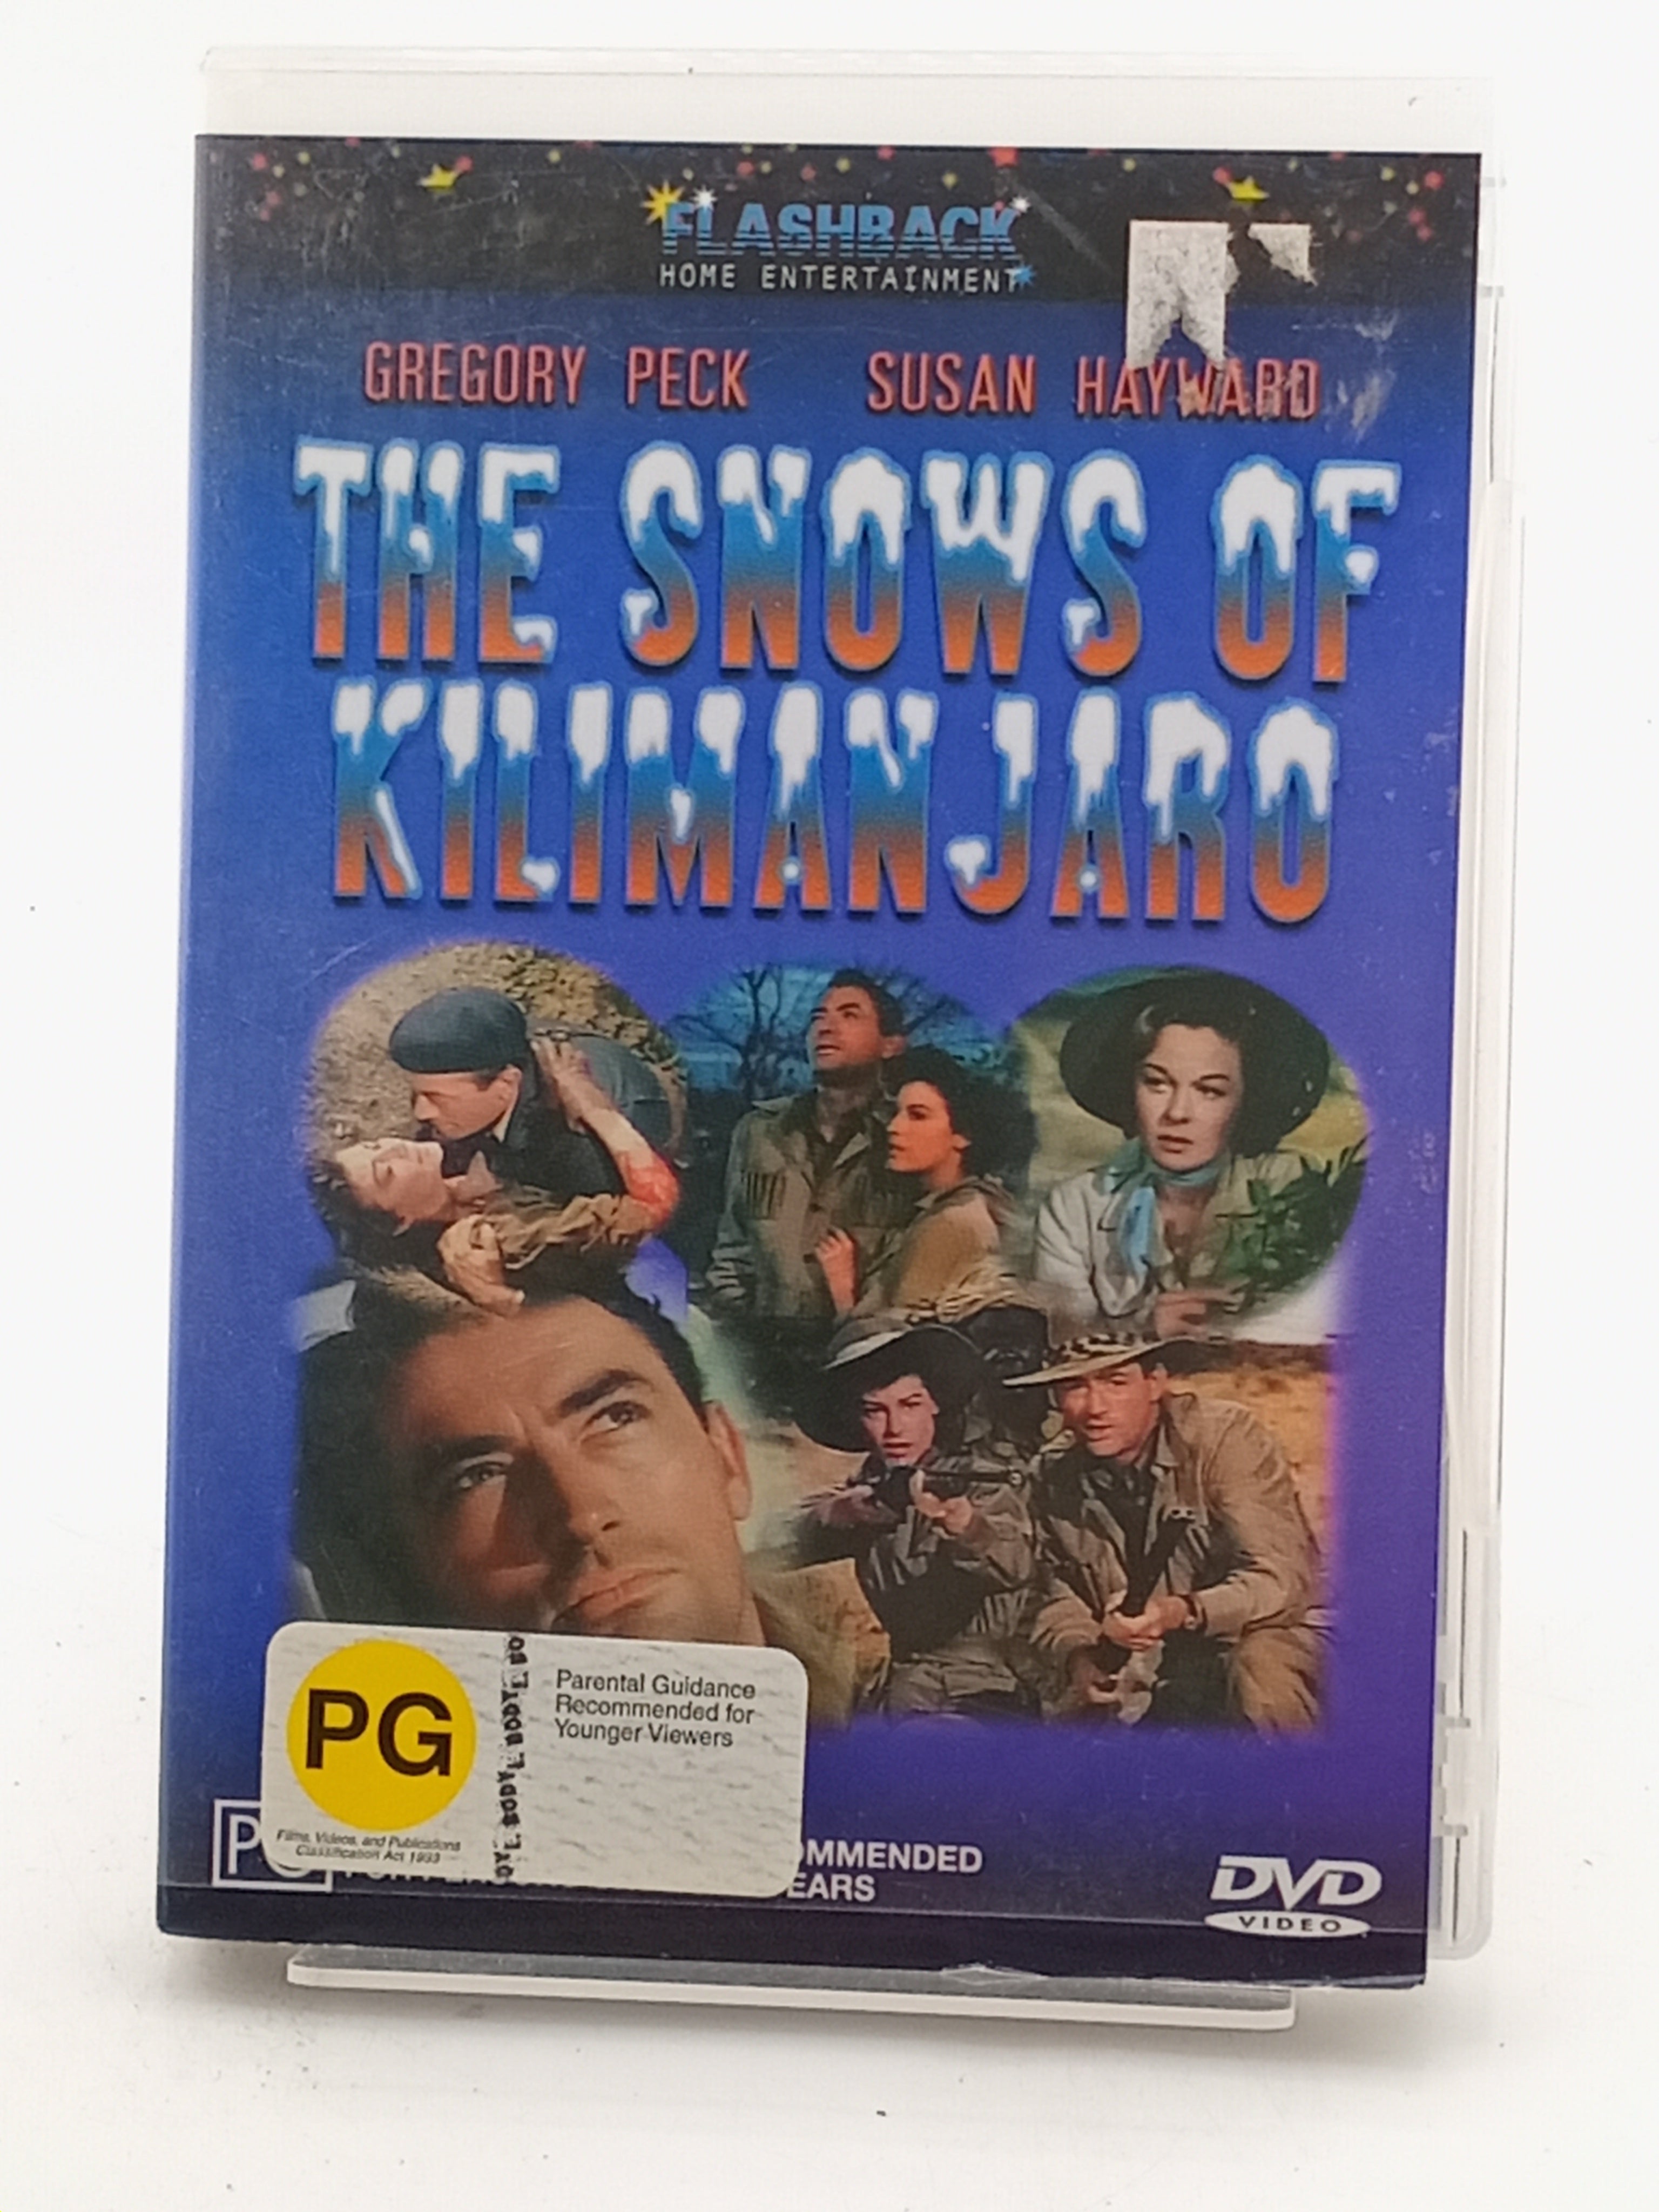 FLASHBACK
HOME ENTERTAINMENT
GREGORY PECK SUSAN HAYWARD
THE SNOWS OF
KILIMANJARO
PG
Parental Guidance
Recommended for
Younger Viewers
Films, Videos, and Publications
Classification Act 1993
OMMENDED
EARS
DVD
VIDEO